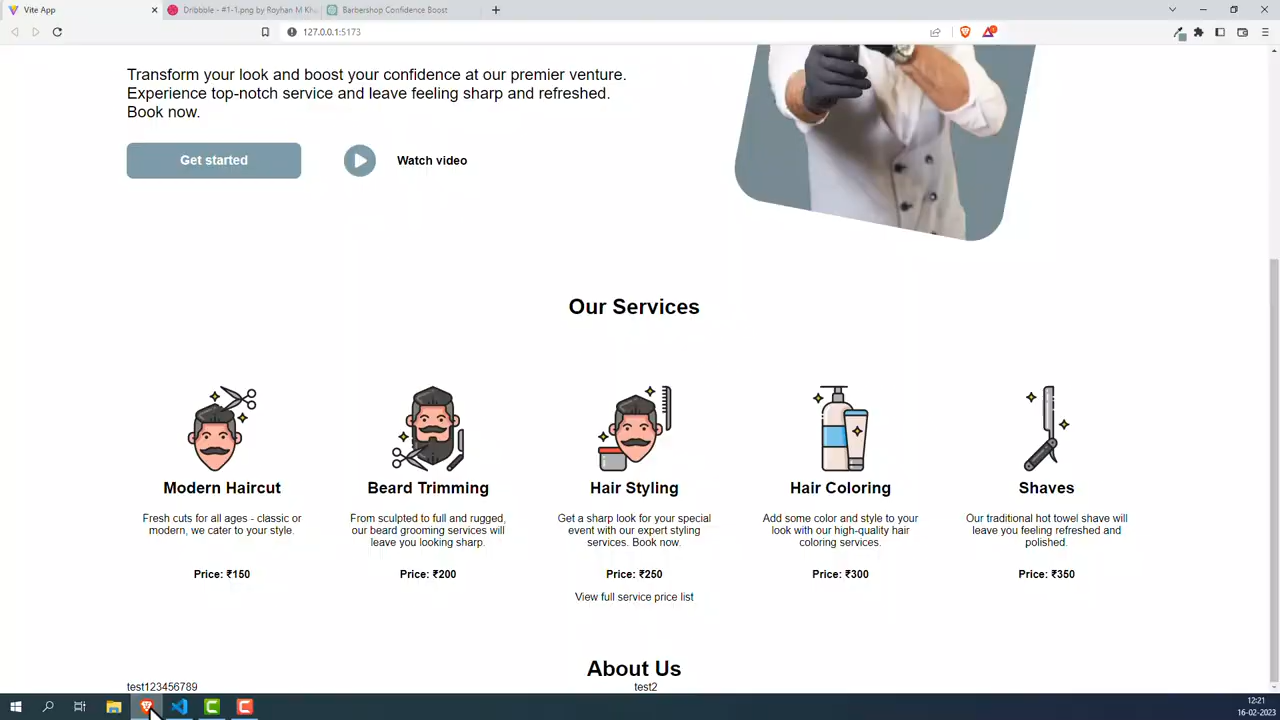 Vite App
Dribbble - #1-1.png by Royhan M Kh
Barbershop Confidence Boost
127.0.0.1:5173
Transform your look and boost your confidence at our premier venture.
Experience top-notch service and leave feeling sharp and refreshed.
Book now.
Get started
Watch video
Our Services
Modern Haircut
Fresh cuts for all ages - classic or
modern, we cater to your style.
Price: ₹150
Beard Trimming
From sculpted to full and rugged,
our beard grooming services will
leave you looking sharp.
Price: ₹200
Hair Styling
Get a sharp look for your special
event with our expert styling
services. Book now.
Price: ₹250
Hair Coloring
Add some color and style to your
look with our high-quality hair
coloring services.
Price: ₹300
Shaves
Our traditional hot towel shave will
leave you feeling refreshed and
polished.
Price: ₹350
View full service price list
About Us
test123456789
test2
12:21
16-02-2023